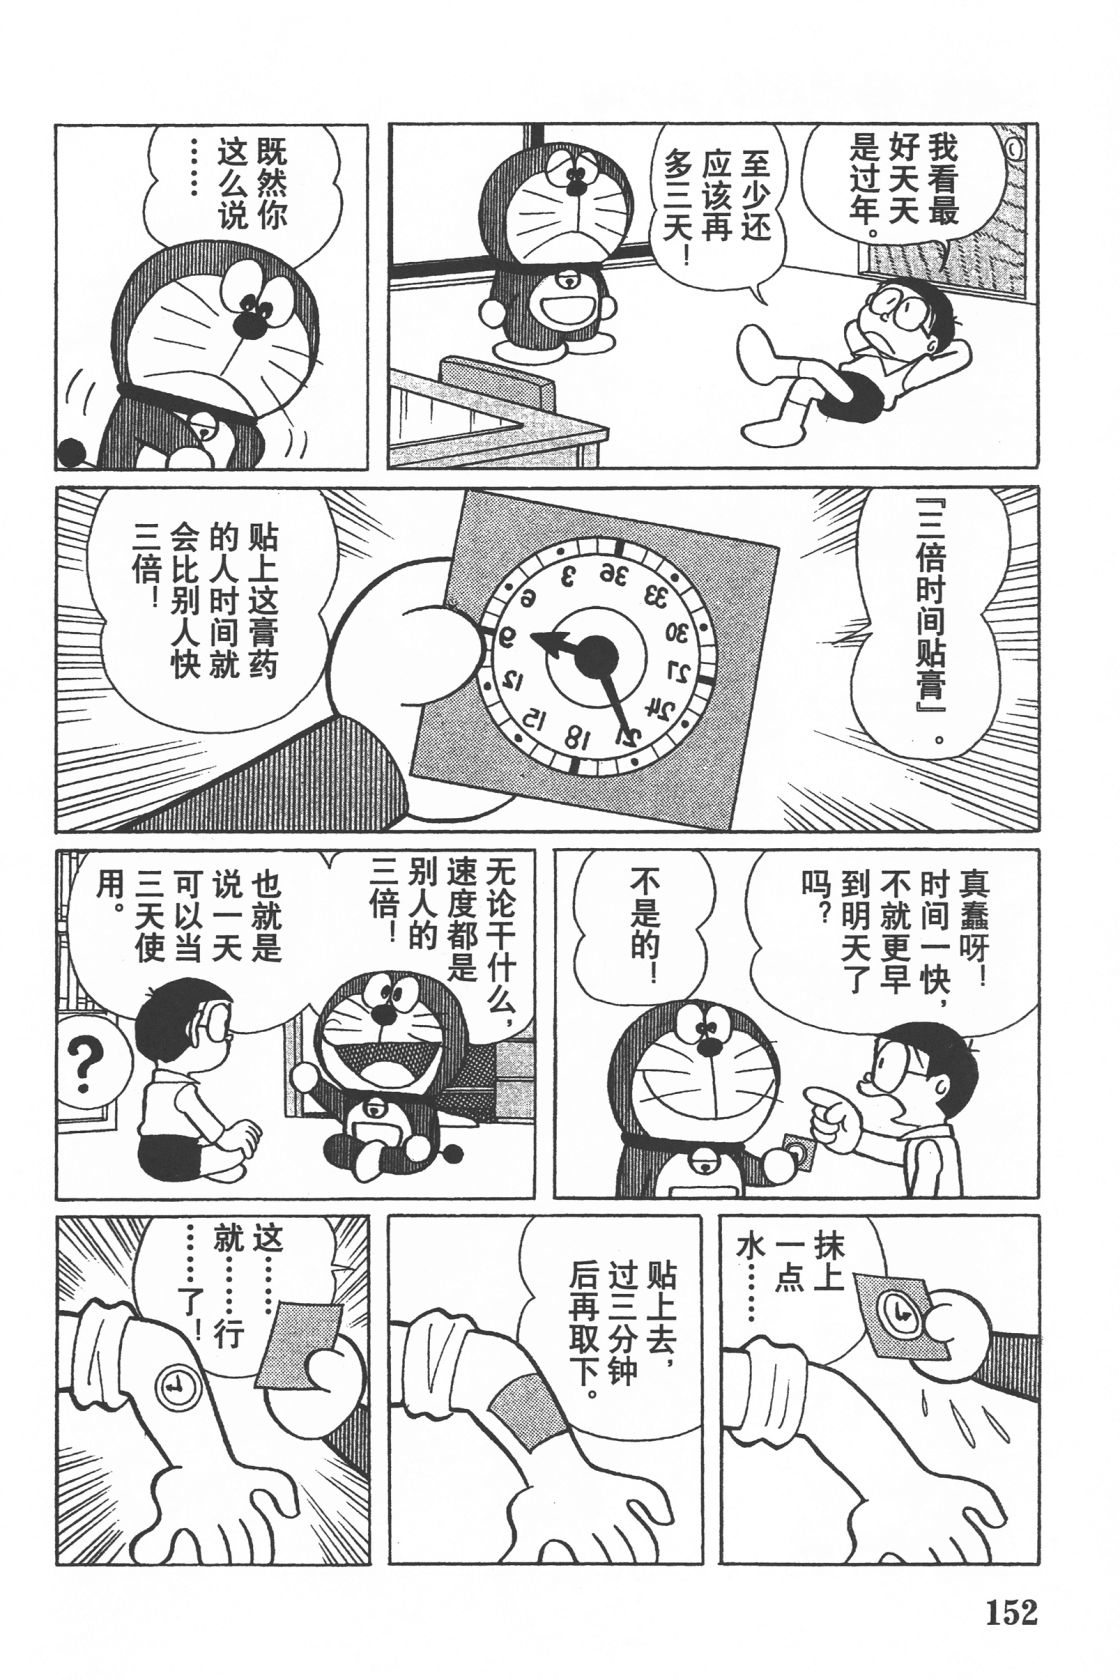 我看最
好天天
是过年。
至少还
应该再
多三天！
既然你
这么说
……
『三倍时间贴膏』。
36
33
30
27
24
21
18
15
12
9
6
3
贴上这膏药
的人时间就
会比别人快
三倍！
真蠢呀！
时间一快，
不就更早
到明天了
吗？
不是的！
无论干什么，
速度都是
别人的
三倍！
也就是
说一天
可以当
三天使
用。
?
抹上
一点
水……
贴上去，
过三分钟
后再取下。
这……
就……行
……了！
152